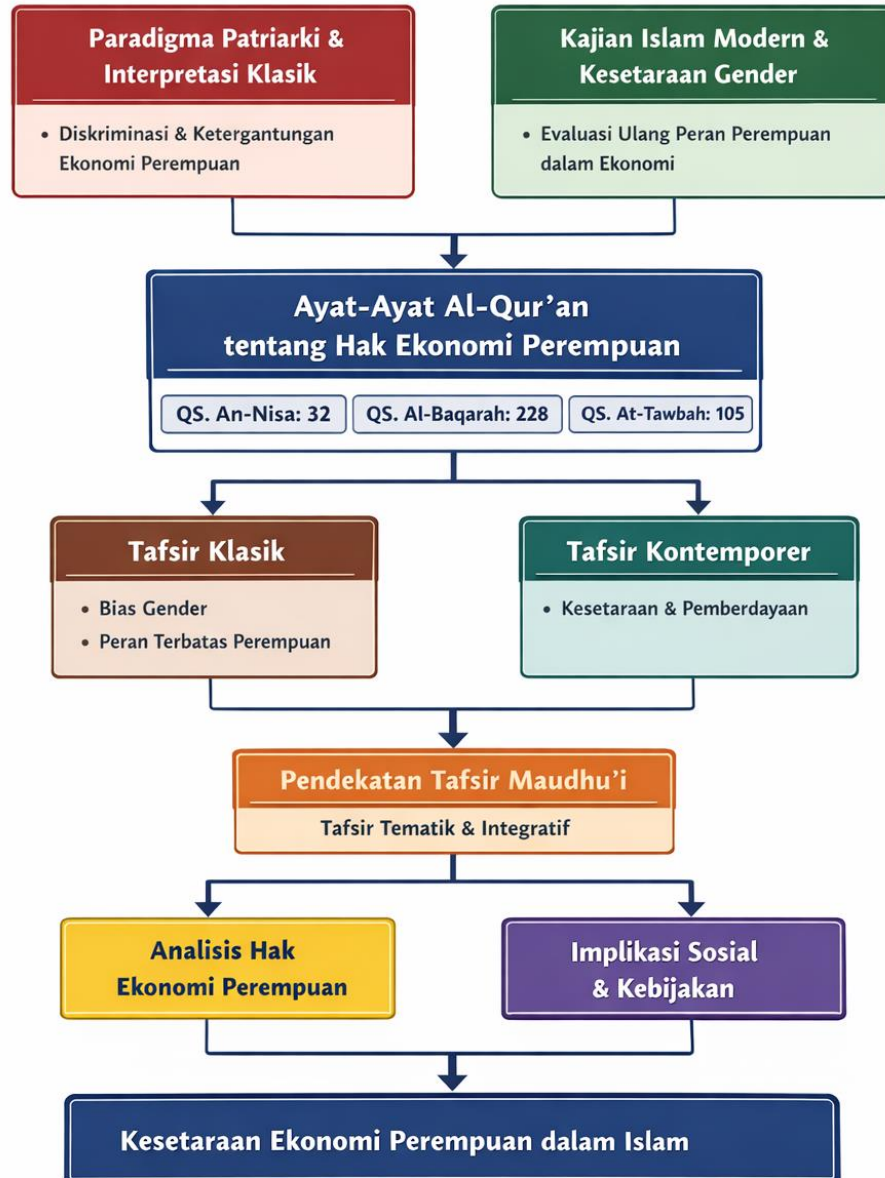 Paradigma Patriarki &
Interpretasi Klasik
• Diskriminasi & Ketergantungan
Ekonomi Perempuan
Kajian Islam Modern &
Kesetaraan Gender
• Evaluasi Ulang Peran Perempuan
dalam Ekonomi
Ayat-Ayat Al-Qur’an
tentang Hak Ekonomi Perempuan
QS. An-Nisa: 32
QS. Al-Baqarah: 228
QS. At-Tawbah: 105
Tafsir Klasik
• Bias Gender
• Peran Terbatas Perempuan
Tafsir Kontemporer
• Kesetaraan & Pemberdayaan
Pendekatan Tafsir Maudhu’i
Tafsir Tematik & Integratif
Analisis Hak
Ekonomi Perempuan
Implikasi Sosial
& Kebijakan
Kesetaraan Ekonomi Perempuan dalam Islam